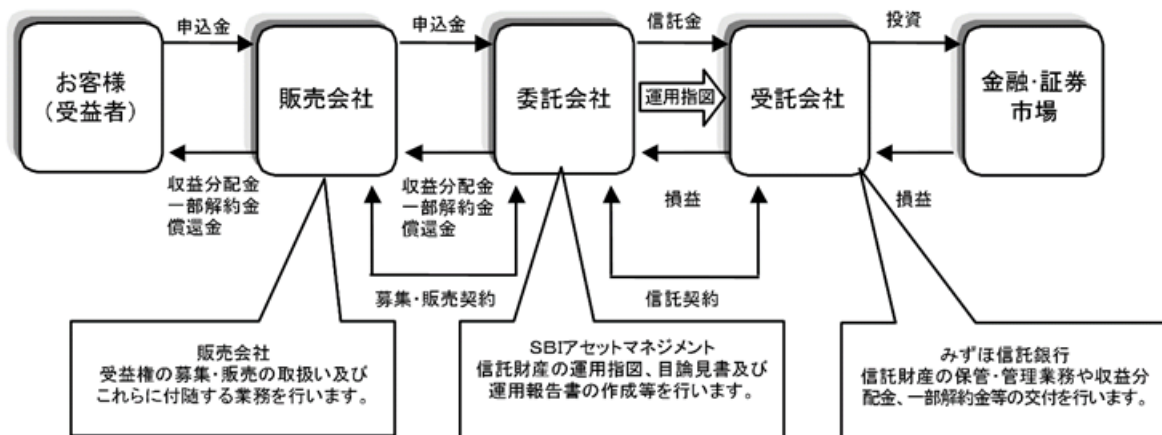 申込金
申込金
信託金
投資
お客様
（受益者）
販売会社
委託会社
運用指図
受託会社
金融・証券
市場
収益分配金
一部解約金
償還金
収益分配金
一部解約金
償還金
損益
損益
募集・販売契約
信託契約
販売会社
受益権の募集・販売の取扱い及び
これらに付随する業務を行います。
SBIアセットマネジメント
信託財産の運用指図、目論見書及び
運用報告書の作成等を行います。
みずほ信託銀行
信託財産の保管・管理業務や収益分
配金、一部解約金等の交付を行います。